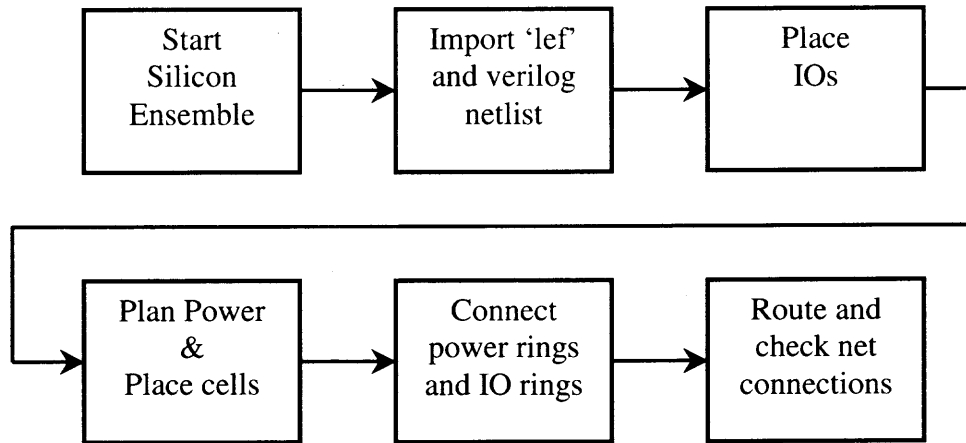 Start
Silicon
Ensemble
Import ‘lef’
and verilog
netlist
Place
IOs
Plan Power
&
Place cells
Connect
power rings
and IO rings
Route and
check net
connections